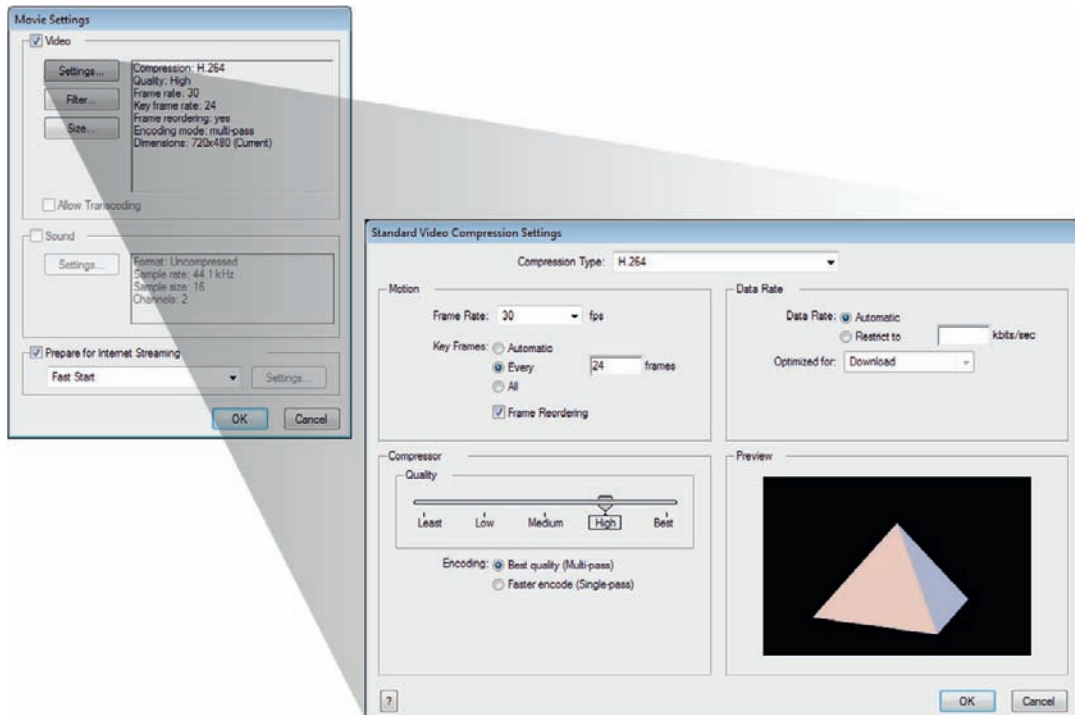 Movie Settings
Video
Settings...
Filter...
Size...
Compression: H.264
Quality: High
Frame rate: 30
Key frame rate: 24
Frame reordering: yes
Encoding mode: multi-pass
Dimensions: 720x480 (Current)
Allow Transcoding
Sound
Settings...
Format: Uncompressed
Sample rate: 44.1 kHz
Sample size: 16
Channels: 2
Prepare for Internet Streaming
Fast Start
Settings...
OK
Cancel
Standard Video Compression Settings
Compression Type: H.264
Motion
Frame Rate: 30 fps
Key Frames: Automatic
Every 24 frames
All
Frame Reordering
Data Rate
Data Rate: Automatic
Restrict to kbits/sec
Optimized for: Download
Compressor
Quality
Least Low Medium High Best
Encoding: Best quality (Multi-pass)
Faster encode (Single-pass)
Preview
?
OK
Cancel